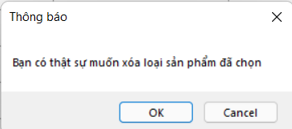 Thông báo
Bạn có thật sự muốn xóa loại sản phẩm đã chọn
OK
Cancel